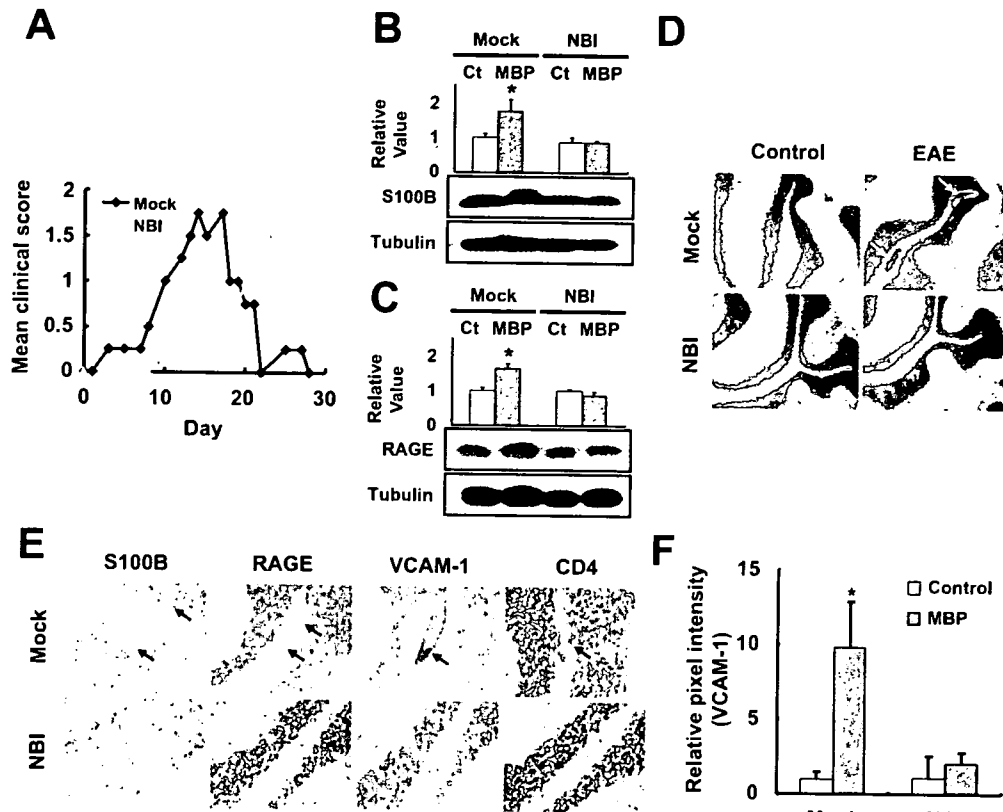 A
Mean clinical score
2
1.5
1
0.5
0
Mock
NBI
0 10 20 30
Day
B
Mock NBI
Ct MBP Ct MBP
*
Relative Value
2
1
0
S100B
Tubulin
C
Mock NBI
Ct MBP Ct MBP
*
Relative Value
2
1
0
RAGE
Tubulin
D
Control EAE
Mock
NBI
E
S100B RAGE VCAM-1 CD4
Mock
NBI
F
Relative pixel intensity
(VCAM-1)
15
10
5
0
*
Control
MBP